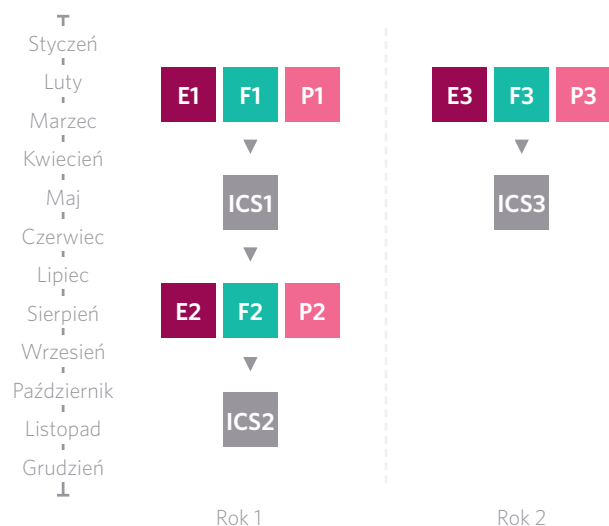 Styczeń
Luty
Marzec
Kwiecień
Maj
Czerwiec
Lipiec
Sierpień
Wrzesień
Październik
Listopad
Grudzień
E1 F1 P1
ICS1
E2 F2 P2
ICS2
Rok 1
E3 F3 P3
ICS3
Rok 2